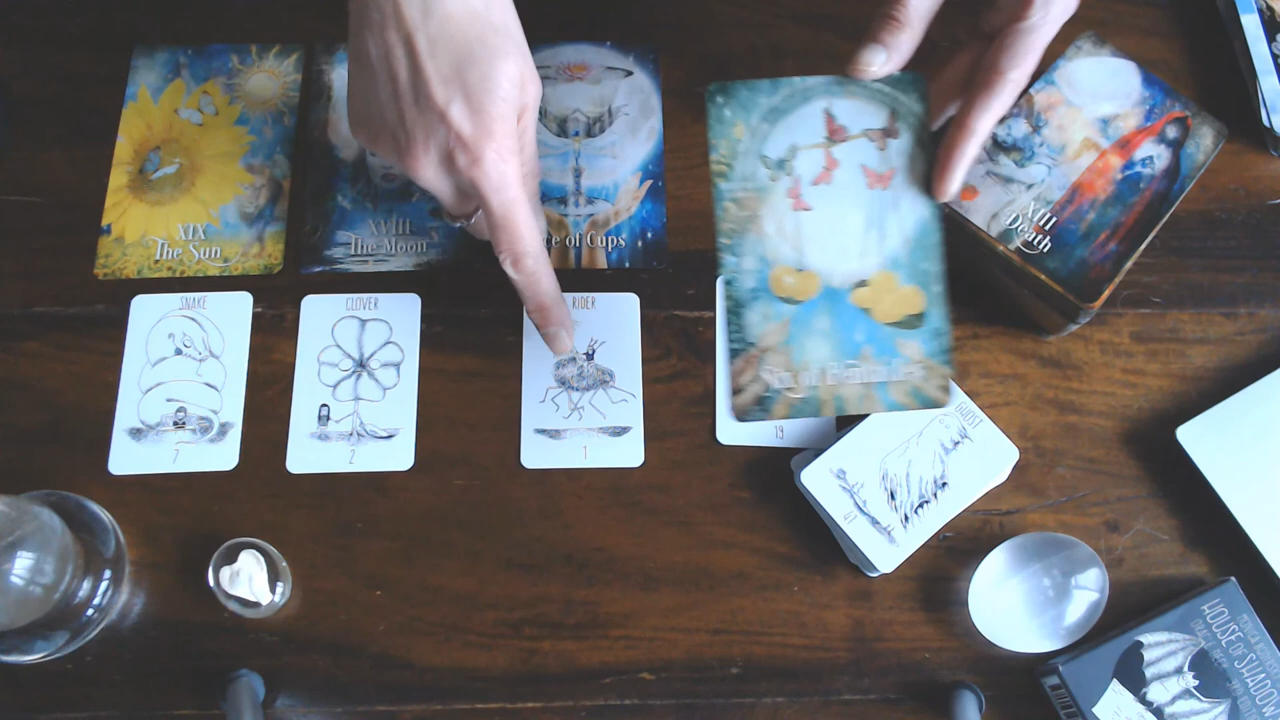 XIX
The Sun
XVIII
The Moon
ce of Cups
XIII
Death
SNAKE
7
CLOVER
2
RIDER
1
19
GHOST
47
HOUSE OF SHADOW